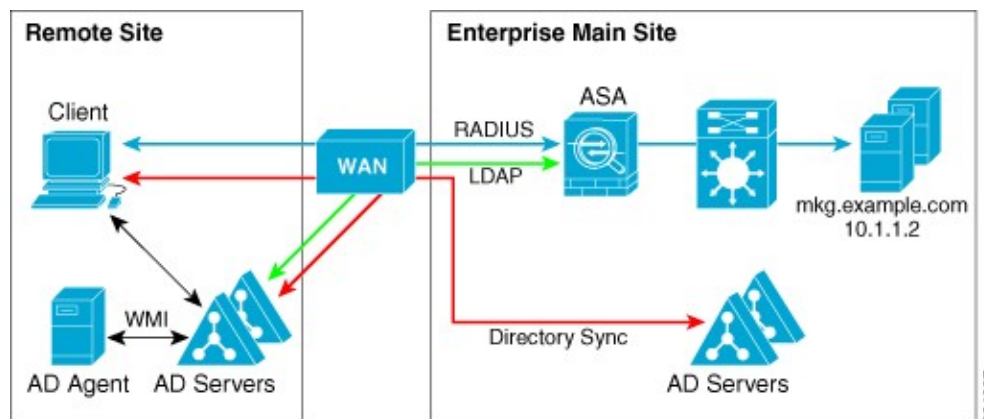 Remote Site
Enterprise Main Site
Client
ASA
RADIUS
WAN
LDAP
mkg.example.com
10.1.1.2
WMI
Directory Sync
AD Agent
AD Servers
AD Servers